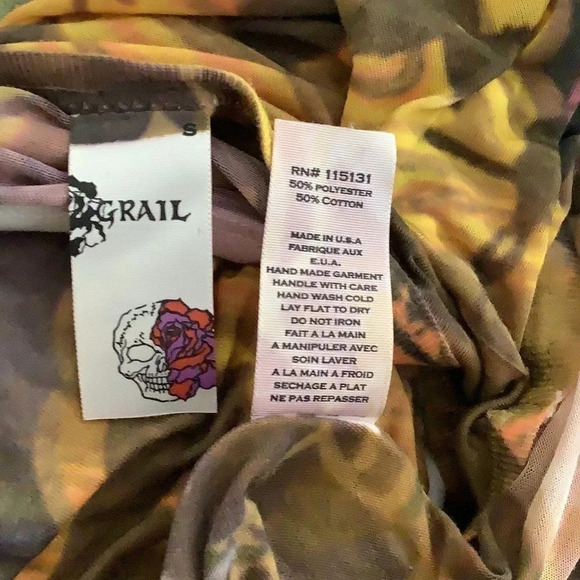 S
GRAIL
RN# 115131
50% POLYESTER
50% COTTON
MADE IN U.S.A
FABRIQUE AUX
E.U.A.
HAND MADE GARMENT
HANDLE WITH CARE
HAND WASH COLD
LAY FLAT TO DRY
DO NOT IRON
FAIT A LA MAIN
A MANIPULER AVEC
SOIN LAVER
A LA MAIN A FROID
SECHAGE A PLAT
NE PAS REPASSER